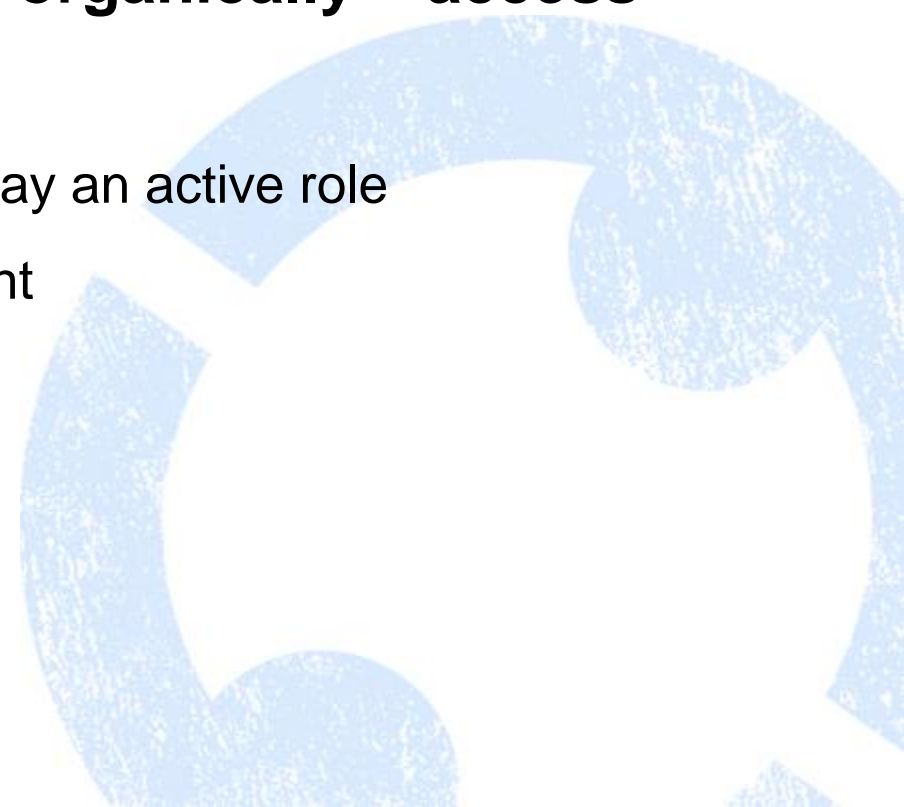 organically – access
ay an active role
nt